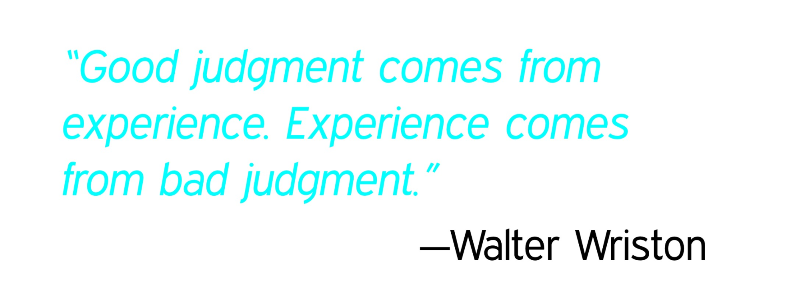 “Good judgment comes from
experience. Experience comes
from bad judgment.”
—Walter Wriston